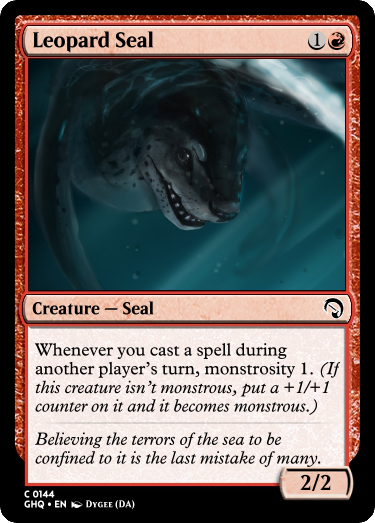 Leopard Seal 1
Creature — Seal
Whenever you cast a spell during
another player's turn, monstrosity 1. (If
this creature isn't monstrous, put a +1/+1
counter on it and it becomes monstrous.)
Believing the terrors of the sea to be
confined to it is the last mistake of many.
2/2
C 0144
GHQ • EN DYGEE (DA)